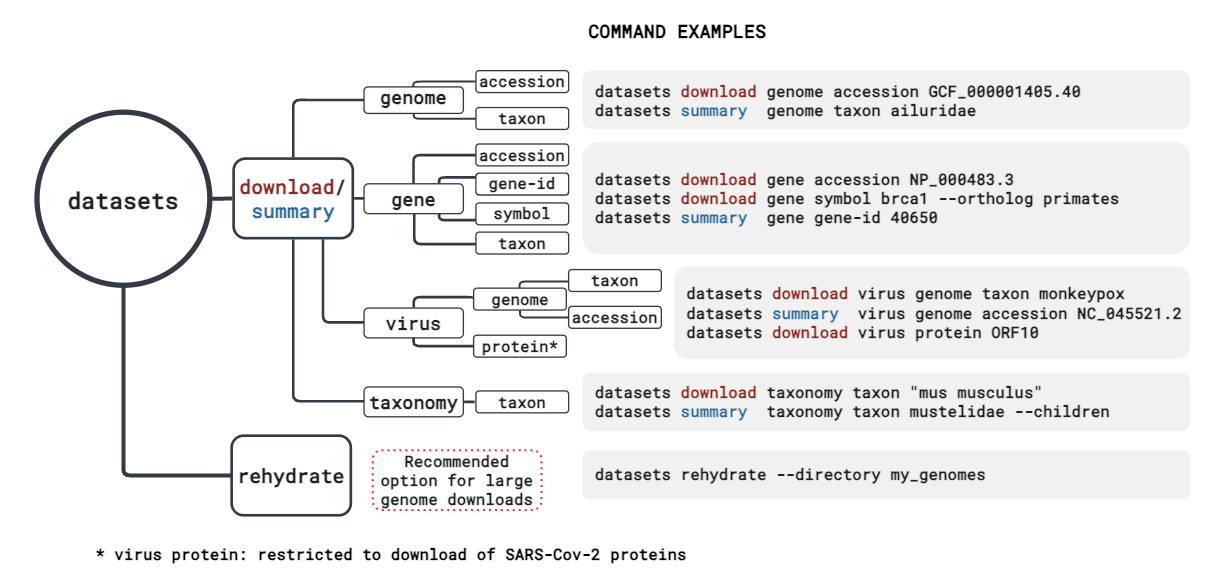 COMMAND EXAMPLES
datasets
download/
summary
genome
accession
taxon
datasets download genome accession GCF_000001405.40
datasets summary genome taxon ailuridae
gene
accession
gene-id
symbol
taxon
datasets download gene accession NP_000483.3
datasets download gene symbol brca1 --ortholog primates
datasets summary gene gene-id 40650
virus
genome
taxon
accession
protein*
datasets download virus genome taxon monkeypox
datasets summary virus genome accession NC_045521.2
datasets download virus protein ORF10
taxonomy
taxon
datasets download taxonomy taxon "mus musculus"
datasets summary taxonomy taxon mustelidae --children
rehydrate
Recommended
option for large
genome downloads
datasets rehydrate --directory my_genomes
* virus protein: restricted to download of SARS-Cov-2 proteins